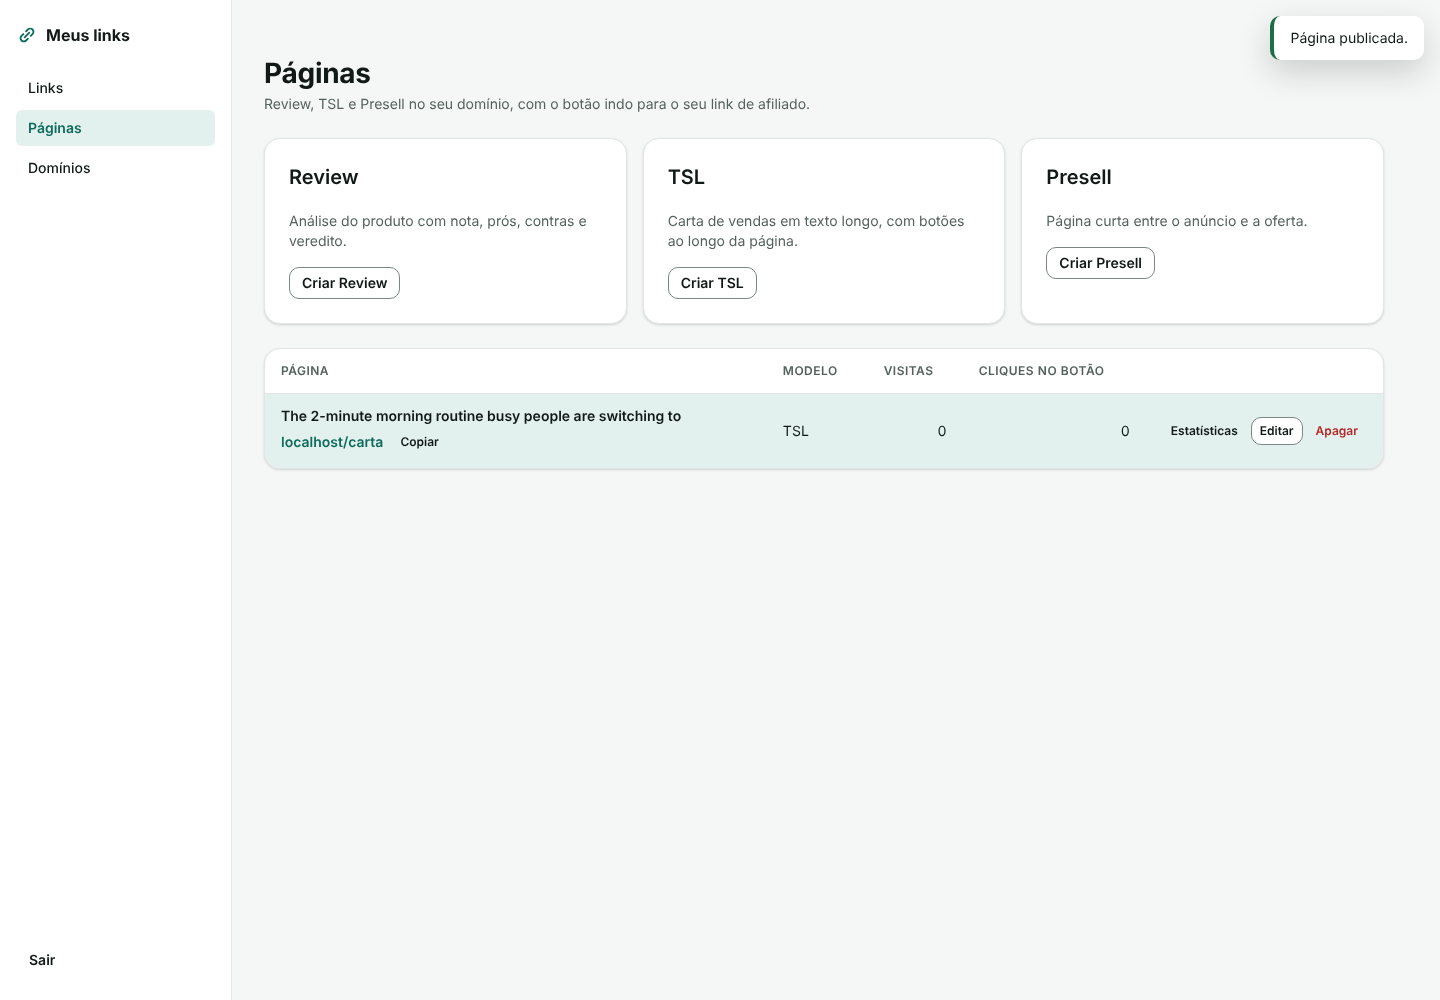 Meus links
Links
Páginas
Domínios
Sair
Página publicada.
Páginas
Review, TSL e Presell no seu domínio, com o botão indo para o seu link de afiliado.
Review
Análise do produto com nota, prós, contras e
veredito.
Criar Review
TSL
Carta de vendas em texto longo, com botões
ao longo da página.
Criar TSL
Presell
Página curta entre o anúncio e a oferta.
Criar Presell
PÁGINA MODELO VISITAS CLIQUES NO BOTÃO
The 2-minute morning routine busy people are switching to
localhost/carta Copiar
TSL 0 0 Estatísticas Editar Apagar